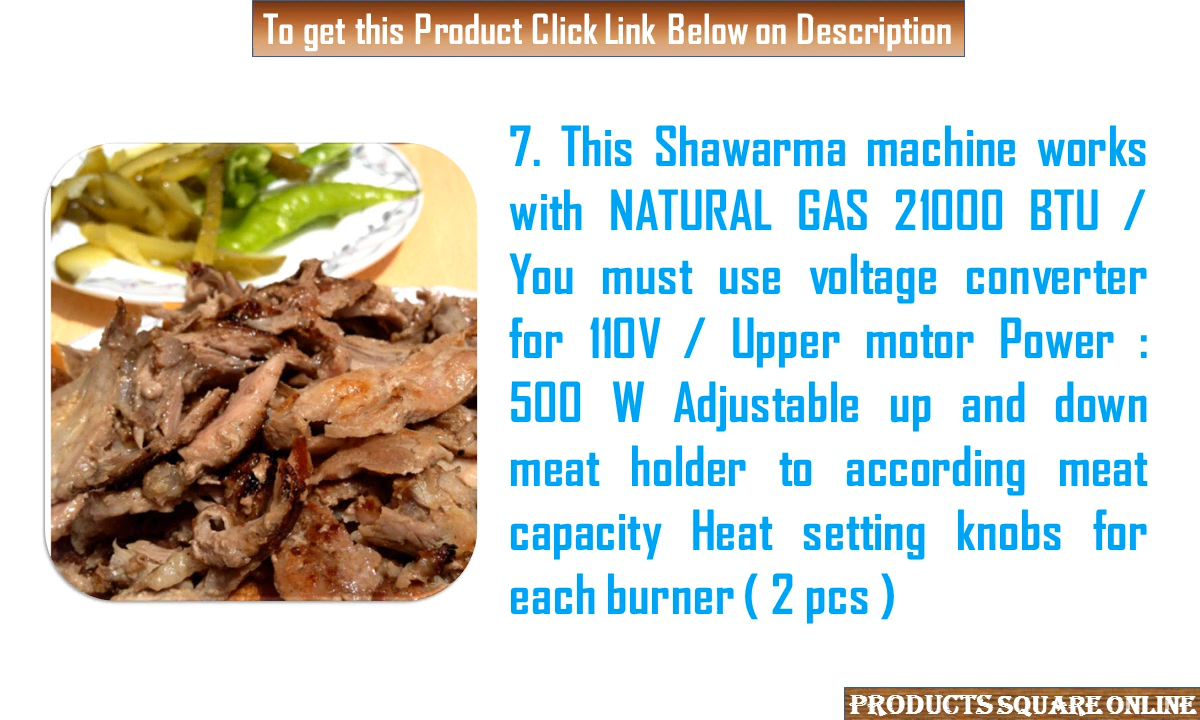 To get this Product Click Link Below on Description
7. This Shawarma machine works
with NATURAL GAS 21000 BTU /
You must use voltage converter
for 110V / Upper motor Power :
500 W Adjustable up and down
meat holder to according meat
capacity Heat setting knobs for
each burner ( 2 pcs )
PRODUCTS SQUARE ONLINE